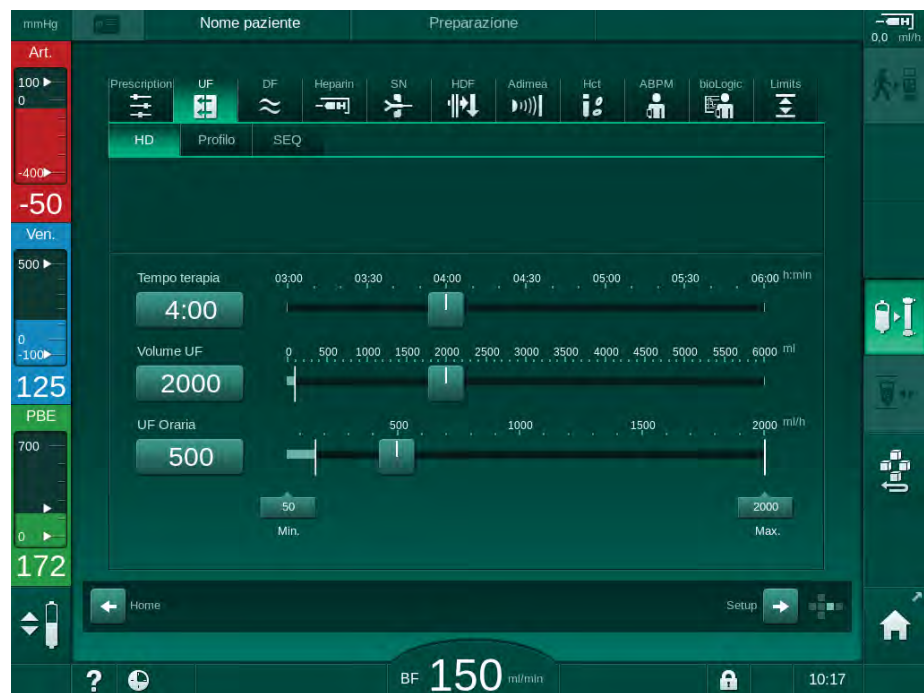 mmHg Nome paziente Preparazione 0,0 ml/h
Art.
100
0
-400
-50
Ven.
500
0
-100
125
PBE
700
0
172
Prescription UF DF Heparin SN HDF Adimea Hct ABPM bioLogic Limits
HD Profilo SEQ
Tempo terapia 03:00 03:30 04:00 04:30 05:00 05:30 06:00 h:min
4:00
Volume UF 0 500 1000 1500 2000 2500 3000 3500 4000 4500 5000 5500 6000 ml
2000
UF Oraria 500 1000 1500 2000 ml/h
500
50 2000
Min. Max.
Home Setup
? BF 150 ml/min 10:17